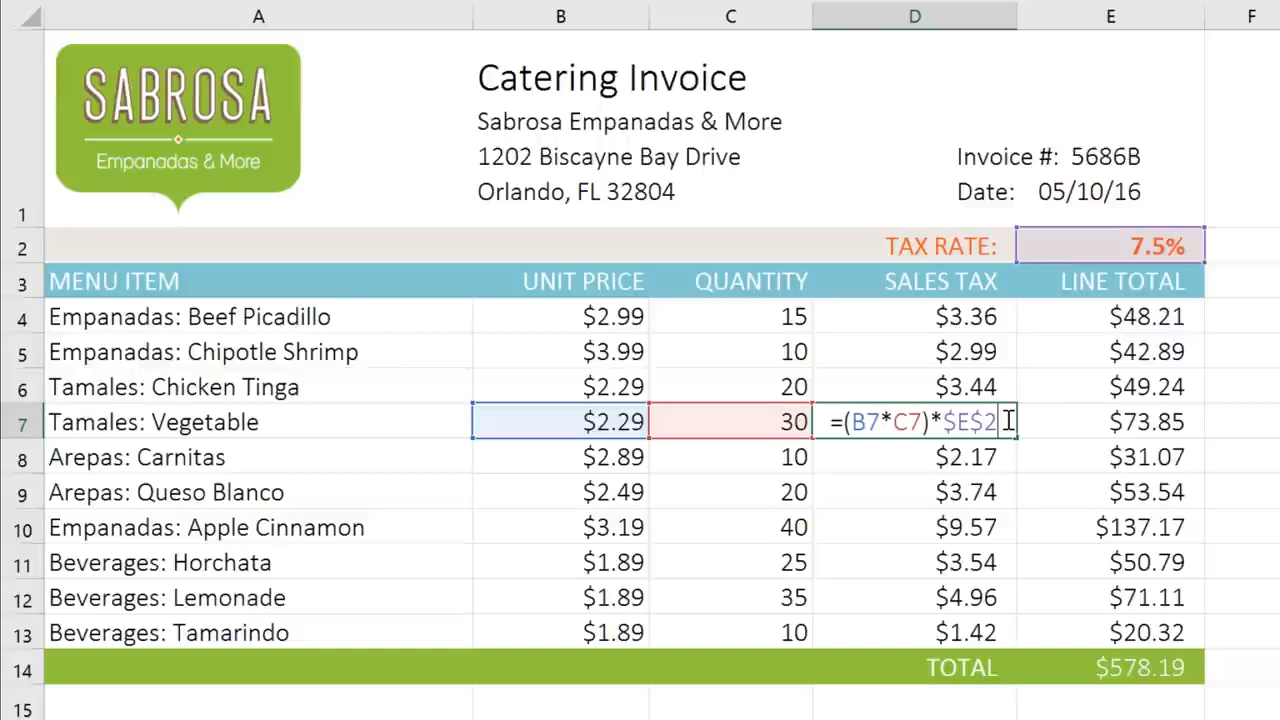 A B C D E F
SABROSA
Empanadas & More
Catering Invoice
Sabrosa Empanadas & More
1202 Biscayne Bay Drive
Orlando, FL 32804
Invoice #: 5686B
Date: 05/10/16
1
2 TAX RATE: 7.5%
3 MENU ITEM UNIT PRICE QUANTITY SALES TAX LINE TOTAL
4 Empanadas: Beef Picadillo $2.99 15 $3.36 $48.21
5 Empanadas: Chipotle Shrimp $3.99 10 $2.99 $42.89
6 Tamales: Chicken Tinga $2.29 20 $3.44 $49.24
7 Tamales: Vegetable $2.29 30 =(B7*C7)*$E$2 $73.85
8 Arepas: Carnitas $2.89 10 $2.17 $31.07
9 Arepas: Queso Blanco $2.49 20 $3.74 $53.54
10 Empanadas: Apple Cinnamon $3.19 40 $9.57 $137.17
11 Beverages: Horchata $1.89 25 $3.54 $50.79
12 Beverages: Lemonade $1.89 35 $4.96 $71.11
13 Beverages: Tamarindo $1.89 10 $1.42 $20.32
14 TOTAL $578.19
15